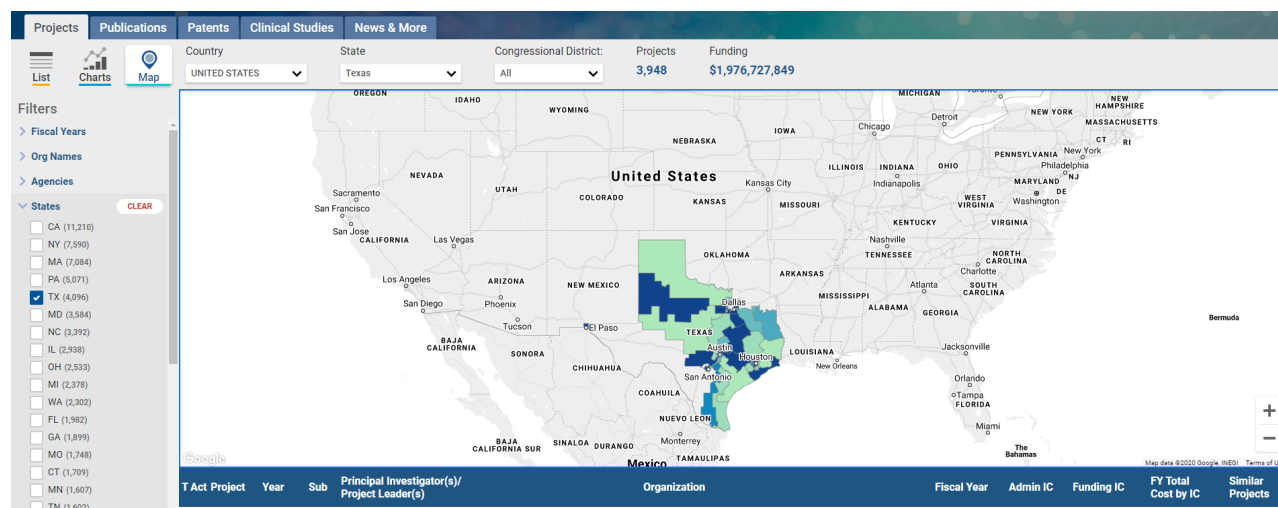 Projects Publications Patents Clinical Studies News & More
List Charts Map
Country State Congressional District: Projects Funding
UNITED STATES Texas All 3,948 $1,976,727,849
Filters
Fiscal Years
Org Names
Agencies
States CLEAR
CA (11,210)
NY (7,590)
MA (7,084)
PA (5,071)
TX (4,096)
MD (3,584)
NC (3,392)
IL (2,938)
OH (2,533)
MI (2,378)
WA (2,302)
FL (1,982)
GA (1,899)
MO (1,748)
CT (1,709)
MN (1,607)
OREGON
IDAHO
WYOMING
MICHIGAN
Detroit
NEW YORK
NEW HAMPSHIRE
MASSACHUSETTS
CT RI
IOWA
Chicago
NEBRASKA
NEVADA
UTAH
United States
COLORADO
KANSAS
Kansas City
MISSOURI
ILLINOIS
INDIANA
Indianapolis
OHIO
PENNSYLVANIA
New York
Philadelphia
NJ
MARYLAND
DE
Washington
WEST VIRGINIA
VIRGINIA
KENTUCKY
Sacramento
San Francisco
San Jose
CALIFORNIA
Las Vegas
Los Angeles
San Diego
ARIZONA
Phoenix
Tucson
NEW MEXICO
El Paso
OKLAHOMA
ARKANSAS
Nashville
TENNESSEE
NORTH CAROLINA
Charlotte
SOUTH CAROLINA
Atlanta
MISSISSIPPI
ALABAMA
GEORGIA
Dallas
TEXAS
Austin
Houston
San Antonio
LOUISIANA
New Orleans
Jacksonville
Orlando
Tampa
FLORIDA
Miami
Bermuda
The Bahamas
BAJA CALIFORNIA
SONORA
CHIHUAHUA
COAHUILA
NUEVO LEON
Monterrey
BAJA CALIFORNIA SUR
SINALOA
DURANGO
TAMAULIPAS
Mexico
Google
Map data ©2020 Google, INEGI Terms of U
T Act Project Year Sub Principal Investigator(s)/ Project Leader(s) Organization Fiscal Year Admin IC Funding IC FY Total Cost by IC Similar Projects